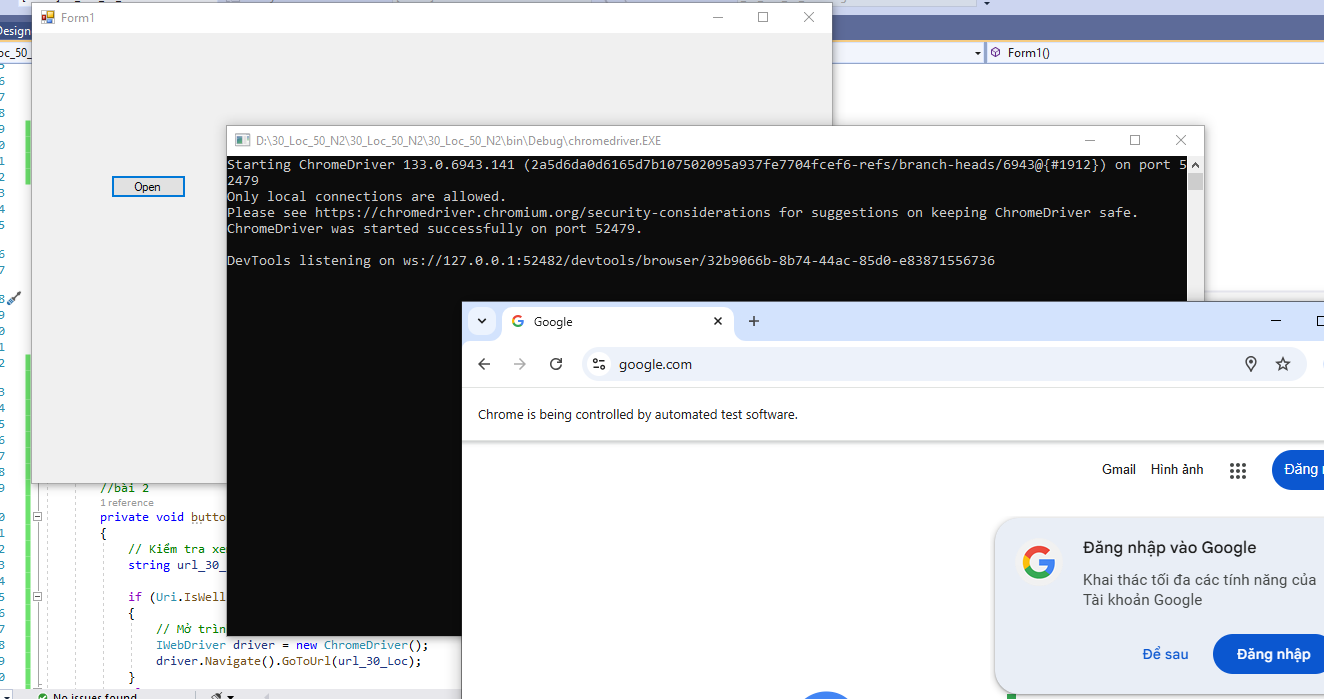 Form1
Design
oc_50_
Form1()
Open
D:\30_Loc_50_N2\30_Loc_50_N2\30_Loc_50_N2\bin\Debug\chromedriver.EXE
Starting ChromeDriver 133.0.6943.141 (2a5d6da0d6165d7b107502095a937fe7704fcef6-refs/branch-heads/6943@{#1912}) on port 5
2479
Only local connections are allowed.
Please see https://chromedriver.chromium.org/security-considerations for suggestions on keeping ChromeDriver safe.
ChromeDriver was started successfully on port 52479.
DevTools listening on ws://127.0.0.1:52482/devtools/browser/32b9066b-8b74-44ac-85d0-e83871556736
Google
google.com
Chrome is being controlled by automated test software.
Gmail Hình ảnh
Đăng
Đăng nhập vào Google
Khai thác tối đa các tính năng của
Tài khoản Google
Để sau Đăng nhập
//bài 2
1 reference
private void butto
{
// Kiểm tra xe
string url_30_
if (Uri.IsWell
{
// Mở trìn
IWebDriver driver = new ChromeDriver();
driver.Navigate().GoToUrl(url_30_Loc);
}
No issues found